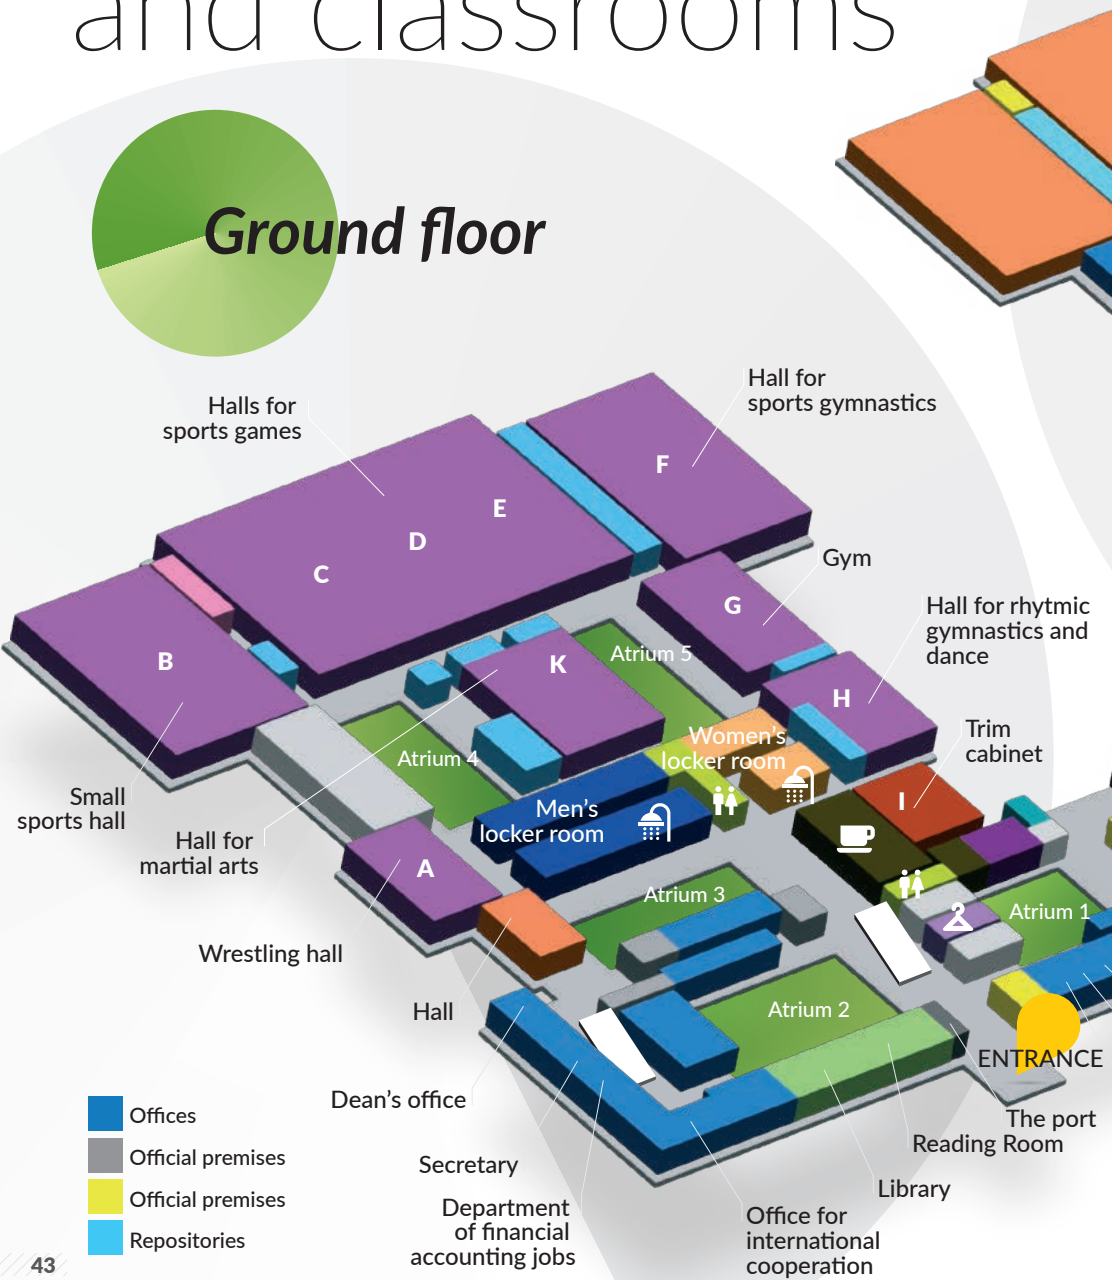 and classrooms
Ground floor
Halls for
sports games
Hall for
sports gymnastics
F
E
D
C
Gym
G
Hall for rhytmic
gymnastics and
dance
B
K
Atrium 5
H
Women's
locker room
Trim
cabinet
Atrium 4
Small
sports hall
Men's
locker room
I
Hall for
martial arts
A
Atrium 3
Atrium 1
Wrestling hall
Hall
Atrium 2
ENTRANCE
Dean's office
The port
Reading Room
Secretary
Library
Department
of financial
accounting jobs
Office for
international
cooperation
Offices
Official premises
Official premises
Repositories
43